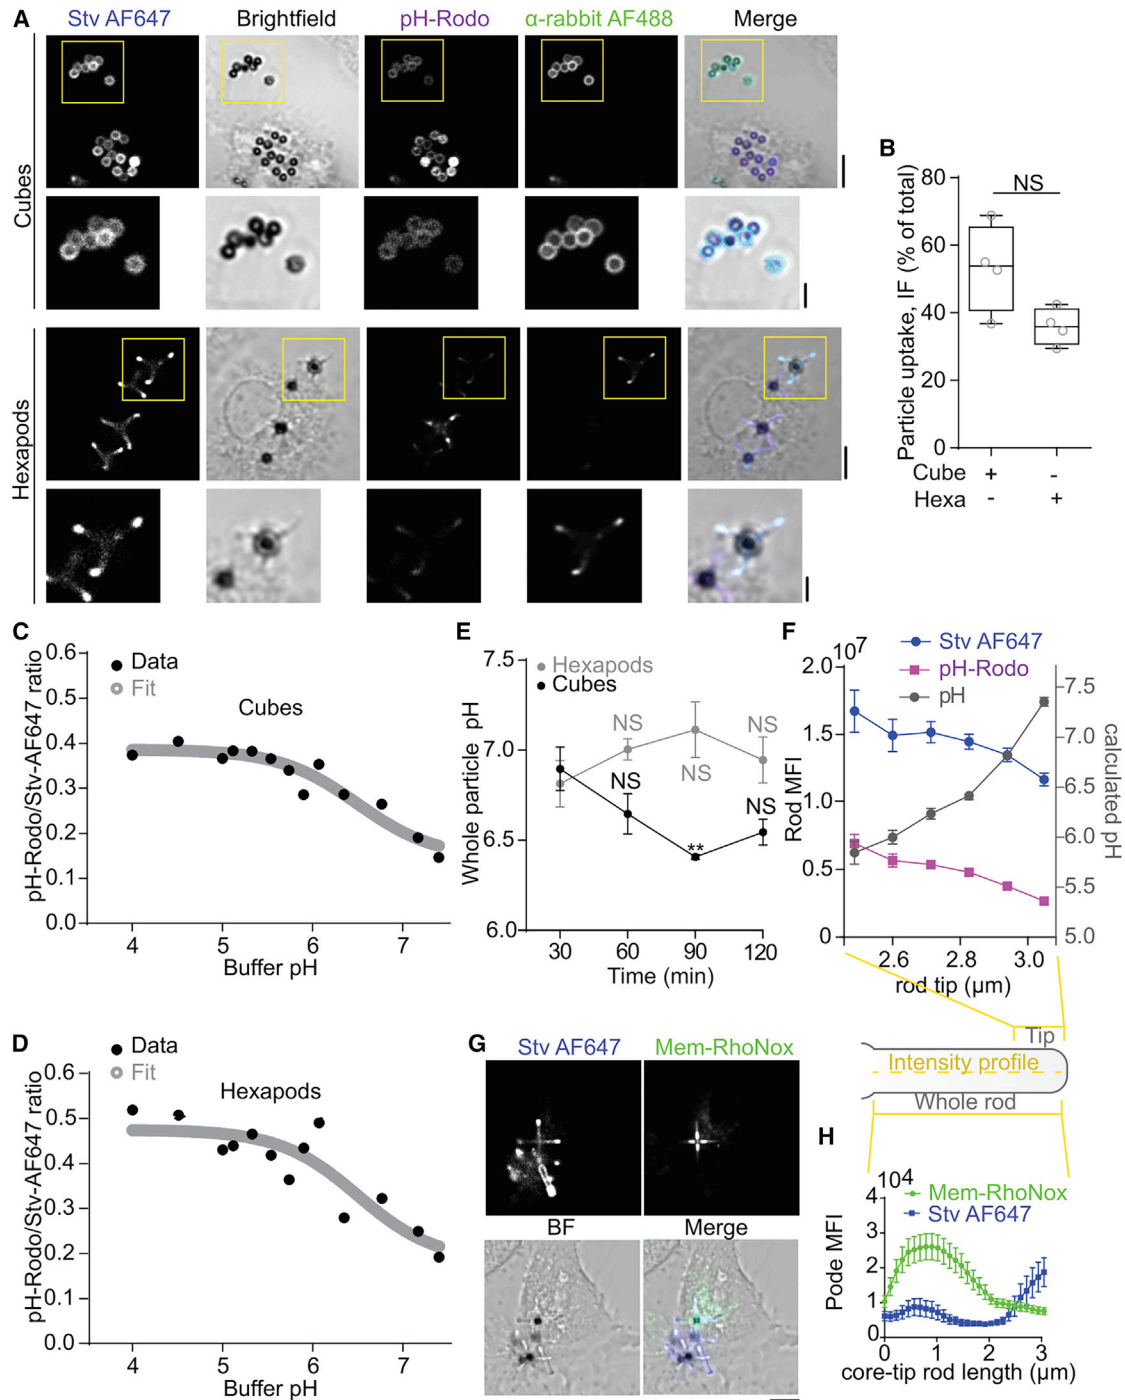 A
Stv AF647
Brightfield
pH-Rodo
α-rabbit AF488
Merge
Cubes
Hexapods
B
Particle uptake, IF (% of total)
80
60
40
20
0
NS
Cube + -
Hexa - +
C
pH-Rodo/Stv-AF647 ratio
0.6
0.5
0.4
0.3
0.2
0.1
0.0
Data
Fit
Cubes
4 5 6 7
Buffer pH
E
Whole particle pH
7.5
7.0
6.5
6.0
Hexapods
Cubes
NS
NS
NS
NS
**
NS
30 60 90 120
Time (min)
F
10⁷
Stv AF647
pH-Rodo
pH
Rod MFI
2.0
1.5
1.0
0.5
0
7.5
7.0
6.5
6.0
5.5
5.0
calculated pH
2.6 2.8 3.0
rod tip (µm)
Tip
Intensity profile
Whole rod
D
pH-Rodo/Stv-AF647 ratio
0.6
0.5
0.4
0.3
0.2
0.1
0.0
Data
Fit
Hexapods
4 5 6 7
Buffer pH
G
Stv AF647
Mem-RhoNox
BF
Merge
H
10⁴
Mem-RhoNox
Stv AF647
Pode MFI
4
3
2
1
0
0 1 2 3
core-tip rod length (µm)